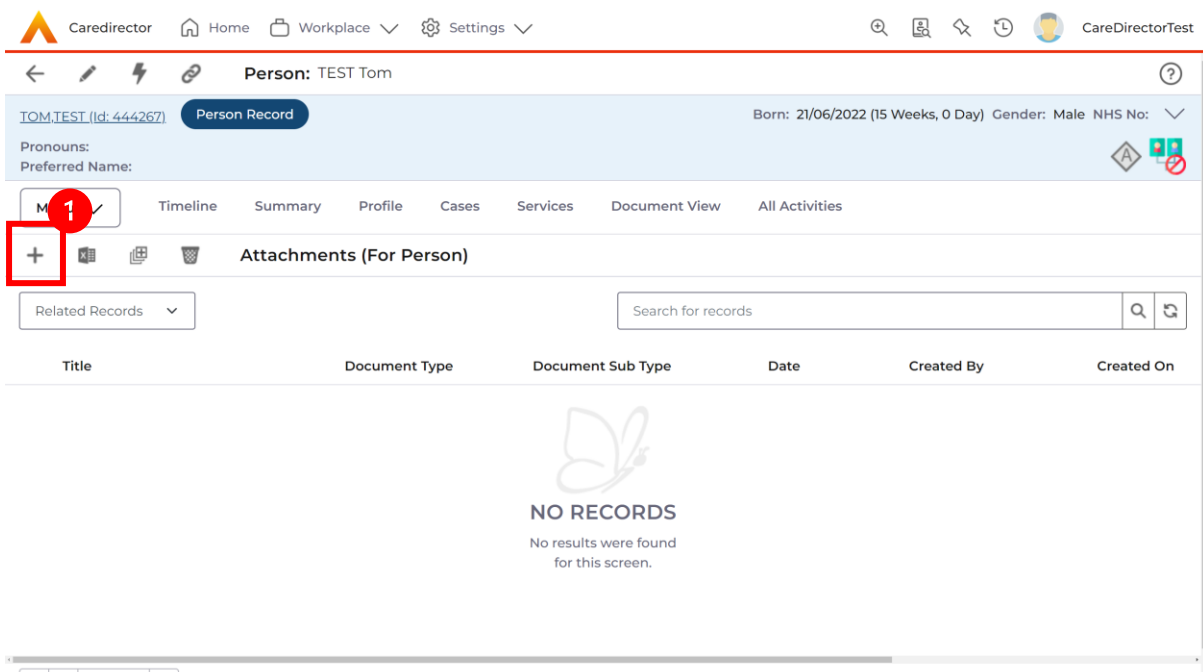 Caredirector Home Workplace Settings CareDirectorTest
Person: TEST Tom
TOM,TEST (Id: 444267) Person Record Born: 21/06/2022 (15 Weeks, 0 Day) Gender: Male NHS No:
Pronouns:
Preferred Name:
1 Timeline Summary Profile Cases Services Document View All Activities
Attachments (For Person)
Related Records Search for records
Title Document Type Document Sub Type Date Created By Created On
NO RECORDS
No results were found
for this screen.